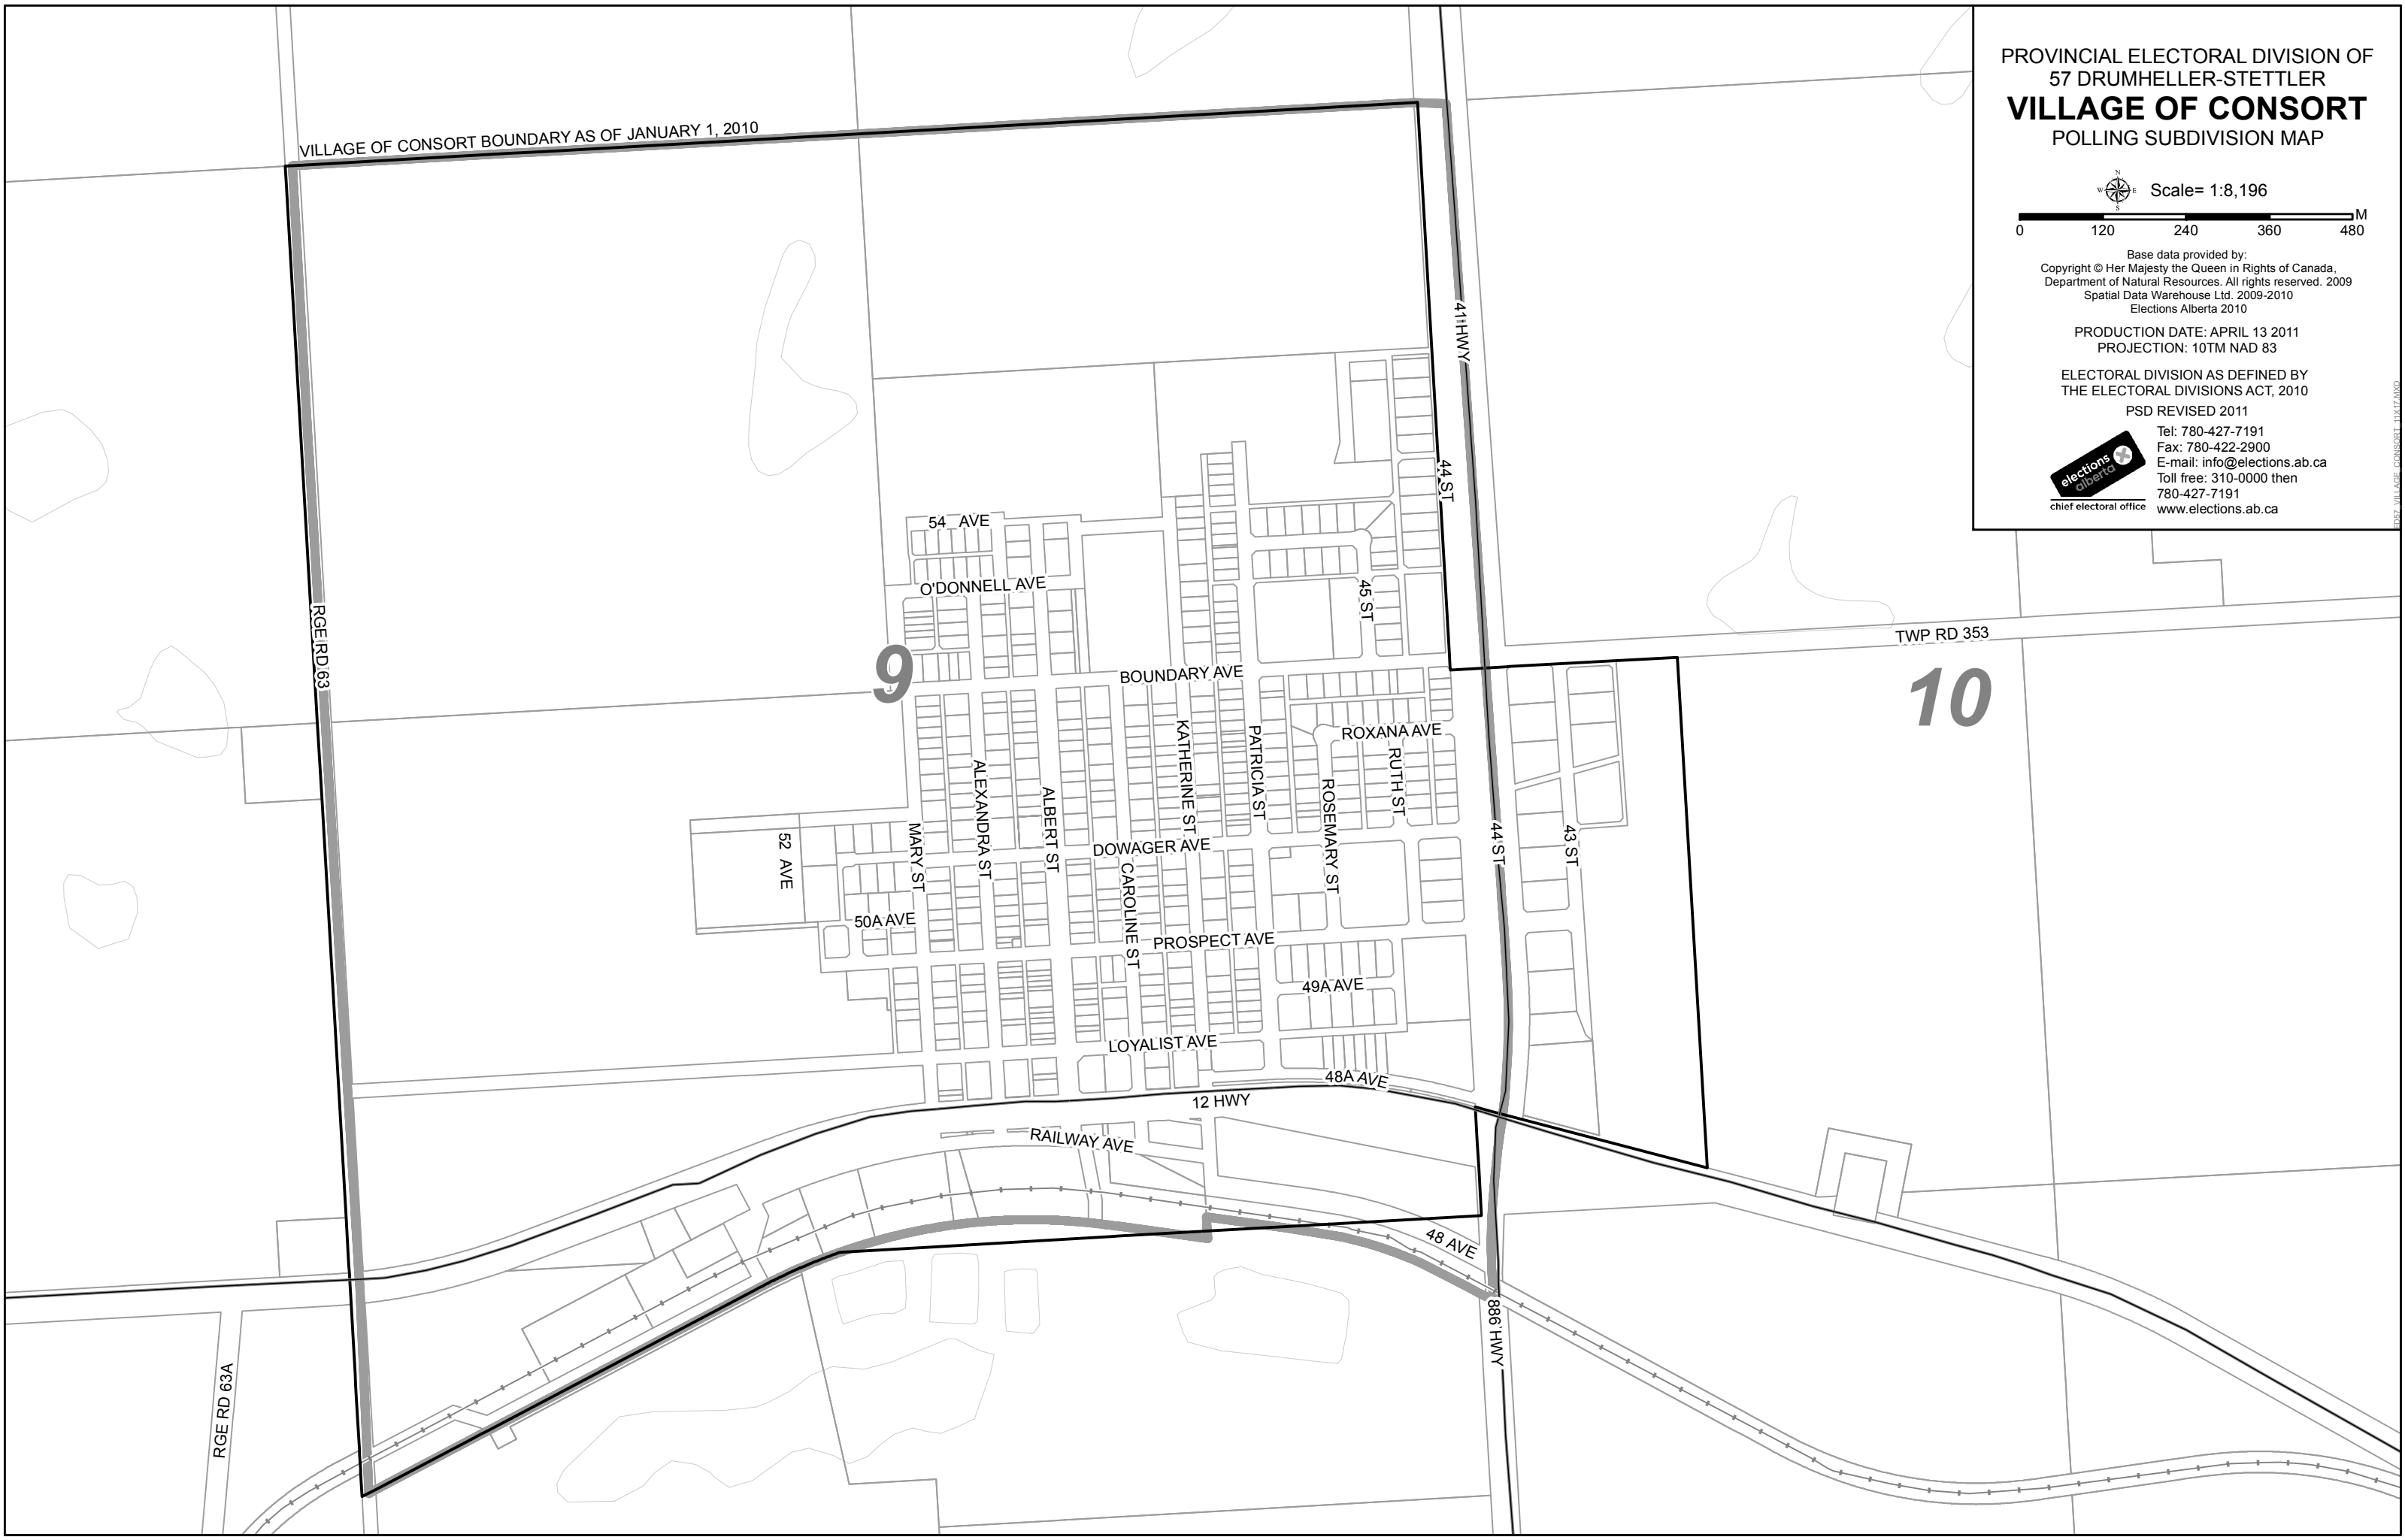 PROVINCIAL ELECTORAL DIVISION OF
57 DRUMHELLER-STETTLER
VILLAGE OF CONSORT
POLLING SUBDIVISION MAP
N
W E
S
Scale= 1:8,196
M
0 120 240 360 480
Base data provided by:
Copyright © Her Majesty the Queen in Rights of Canada,
Department of Natural Resources. All rights reserved. 2009
Spatial Data Warehouse Ltd. 2009-2010
Elections Alberta 2010
PRODUCTION DATE: APRIL 13 2011
PROJECTION: 10TM NAD 83
ELECTORAL DIVISION AS DEFINED BY
THE ELECTORAL DIVISIONS ACT, 2010
PSD REVISED 2011
elections
alberta
chief electoral office
Tel: 780-427-7191
Fax: 780-422-2900
E-mail: info@elections.ab.ca
Toll free: 310-0000 then
780-427-7191
www.elections.ab.ca
ED57_VILLAGE_CONSORT_11X17.MXD
VILLAGE OF CONSORT BOUNDARY AS OF JANUARY 1, 2010
41 HWY
44 ST
54 AVE
O'DONNELL AVE
45 ST
RGE RD 63
9
BOUNDARY AVE
TWP RD 353
10
ROXANA AVE
KATHERINE ST
PATRICIA ST
RUTH ST
ALEXANDRA ST
ALBERT ST
ROSEMARY ST
MARY ST
52 AVE
DOWAGER AVE
44 ST
43 ST
CAROLINE ST
50A AVE
PROSPECT AVE
49A AVE
LOYALIST AVE
48A AVE
12 HWY
RAILWAY AVE
48 AVE
886 HWY
RGE RD 63A